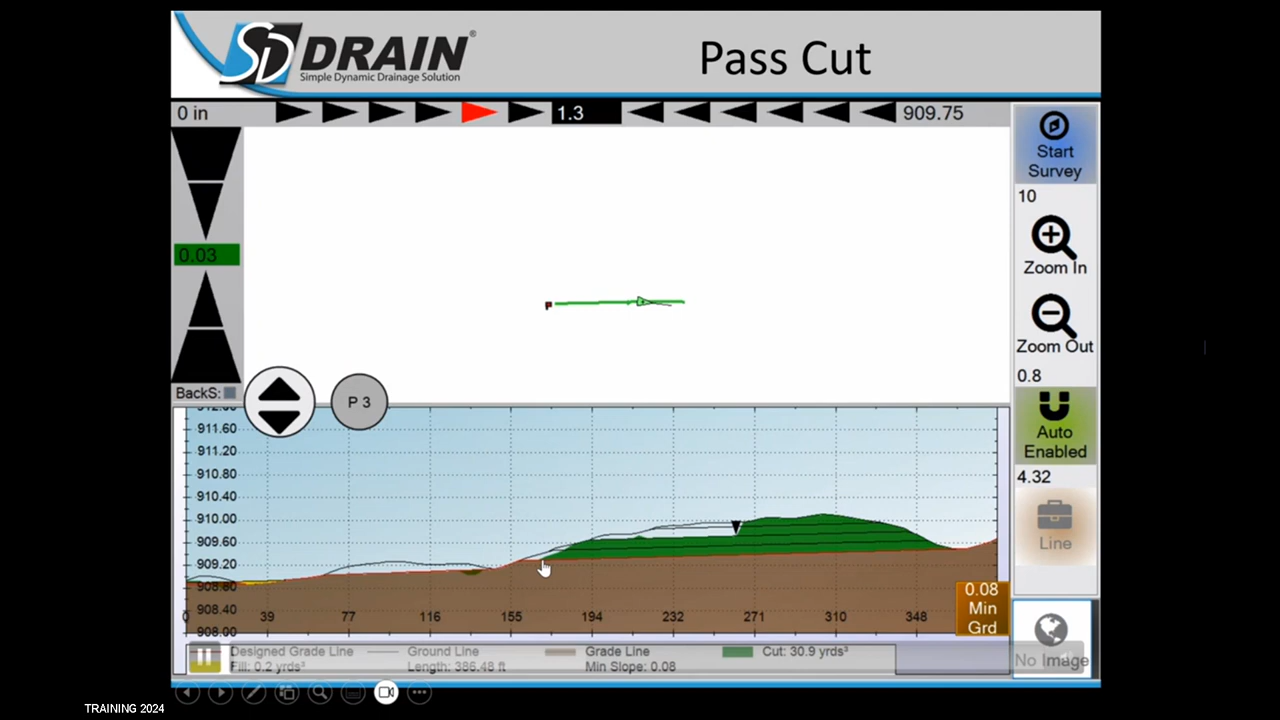 SD DRAIN®
Simple Dynamic Drainage Solution
Pass Cut
0 in
1.3
909.75
Start
Survey
10
Zoom In
Zoom Out
0.8
Auto
Enabled
4.32
Line
No Image
0.03
BackS:
P 3
912.00
911.60
911.20
910.80
910.40
910.00
909.60
909.20
908.80
908.40
908.00
0 39 77 116 155 194 232 271 310 348
0.08
Min
Grd
Designed Grade Line Ground Line Grade Line Cut: 30.9 yrds³
Fill: 0.2 yrds³ Length: 386.48 ft Min Slope: 0.08
TRAINING 2024